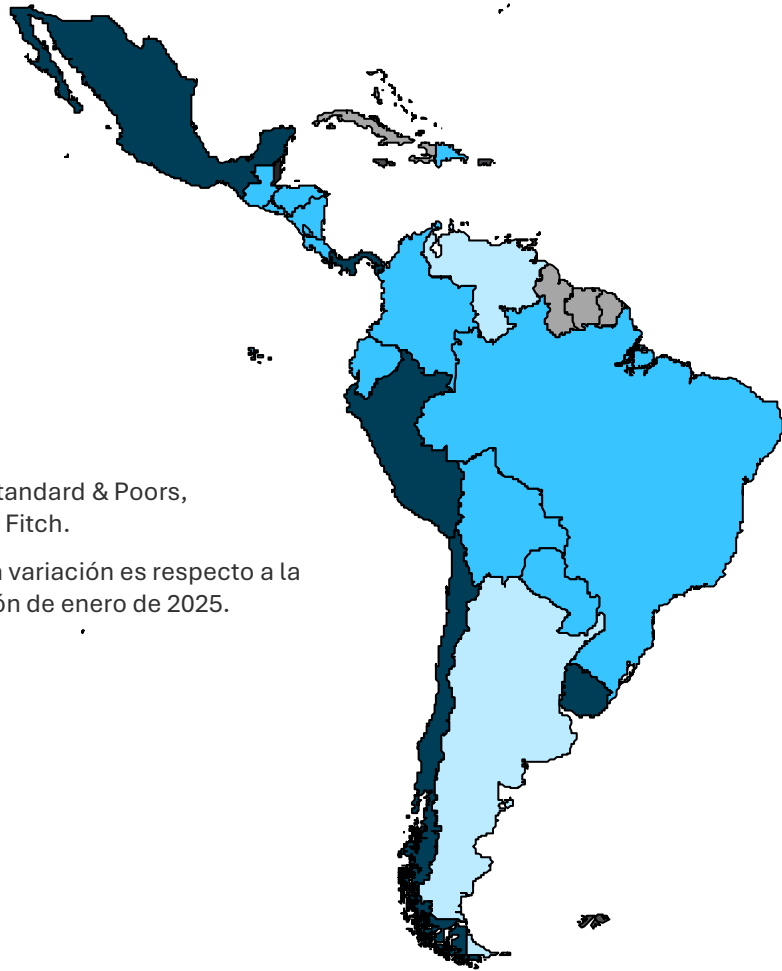 tandard & Poors,
Fitch.
variación es respecto a la
ón de enero de 2025.